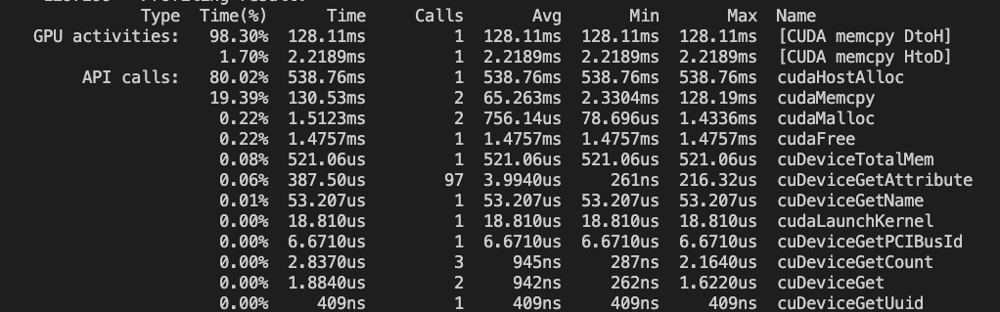 Type Time(%) Time Calls Avg Min Max Name
GPU activities: 98.30% 128.11ms 1 128.11ms 128.11ms 128.11ms [CUDA memcpy DtoH]
1.70% 2.2189ms 1 2.2189ms 2.2189ms 2.2189ms [CUDA memcpy HtoD]
API calls: 80.02% 538.76ms 1 538.76ms 538.76ms 538.76ms cudaHostAlloc
19.39% 130.53ms 2 65.263ms 2.3304ms 128.19ms cudaMemcpy
0.22% 1.5123ms 2 756.14us 78.696us 1.4336ms cudaMalloc
0.22% 1.4757ms 1 1.4757ms 1.4757ms 1.4757ms cudaFree
0.08% 521.06us 1 521.06us 521.06us 521.06us cuDeviceTotalMem
0.06% 387.50us 97 3.9940us 261ns 216.32us cuDeviceGetAttribute
0.01% 53.207us 1 53.207us 53.207us 53.207us cuDeviceGetName
0.00% 18.810us 1 18.810us 18.810us 18.810us cudaLaunchKernel
0.00% 6.6710us 1 6.6710us 6.6710us 6.6710us cuDeviceGetPCIBusId
0.00% 2.8370us 3 945ns 287ns 2.1640us cuDeviceGetCount
0.00% 1.8840us 2 942ns 262ns 1.6220us cuDeviceGet
0.00% 409ns 1 409ns 409ns 409ns cuDeviceGetUuid